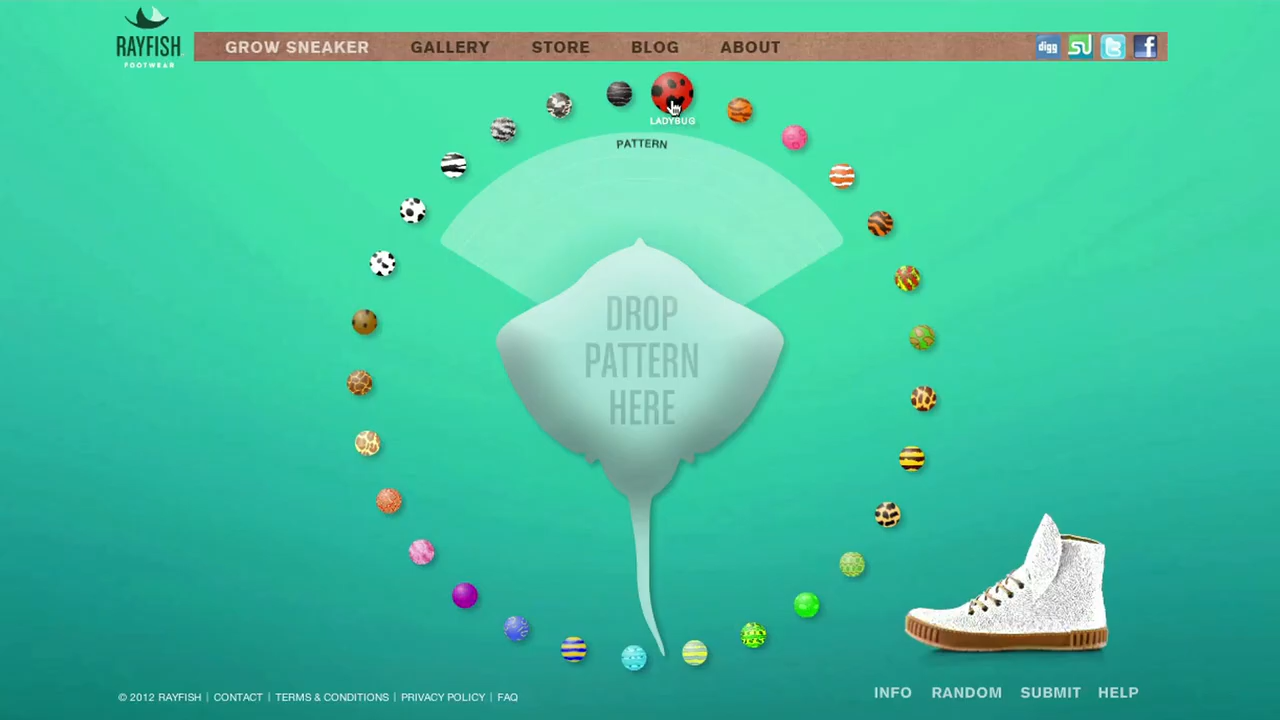 RAYFISH
FOOTWEAR
GROW SNEAKER GALLERY STORE BLOG ABOUT
digg
LADYBUG
PATTERN
DROP
PATTERN
HERE
© 2012 RAYFISH | CONTACT | TERMS & CONDITIONS | PRIVACY POLICY | FAQ
INFO RANDOM SUBMIT HELP